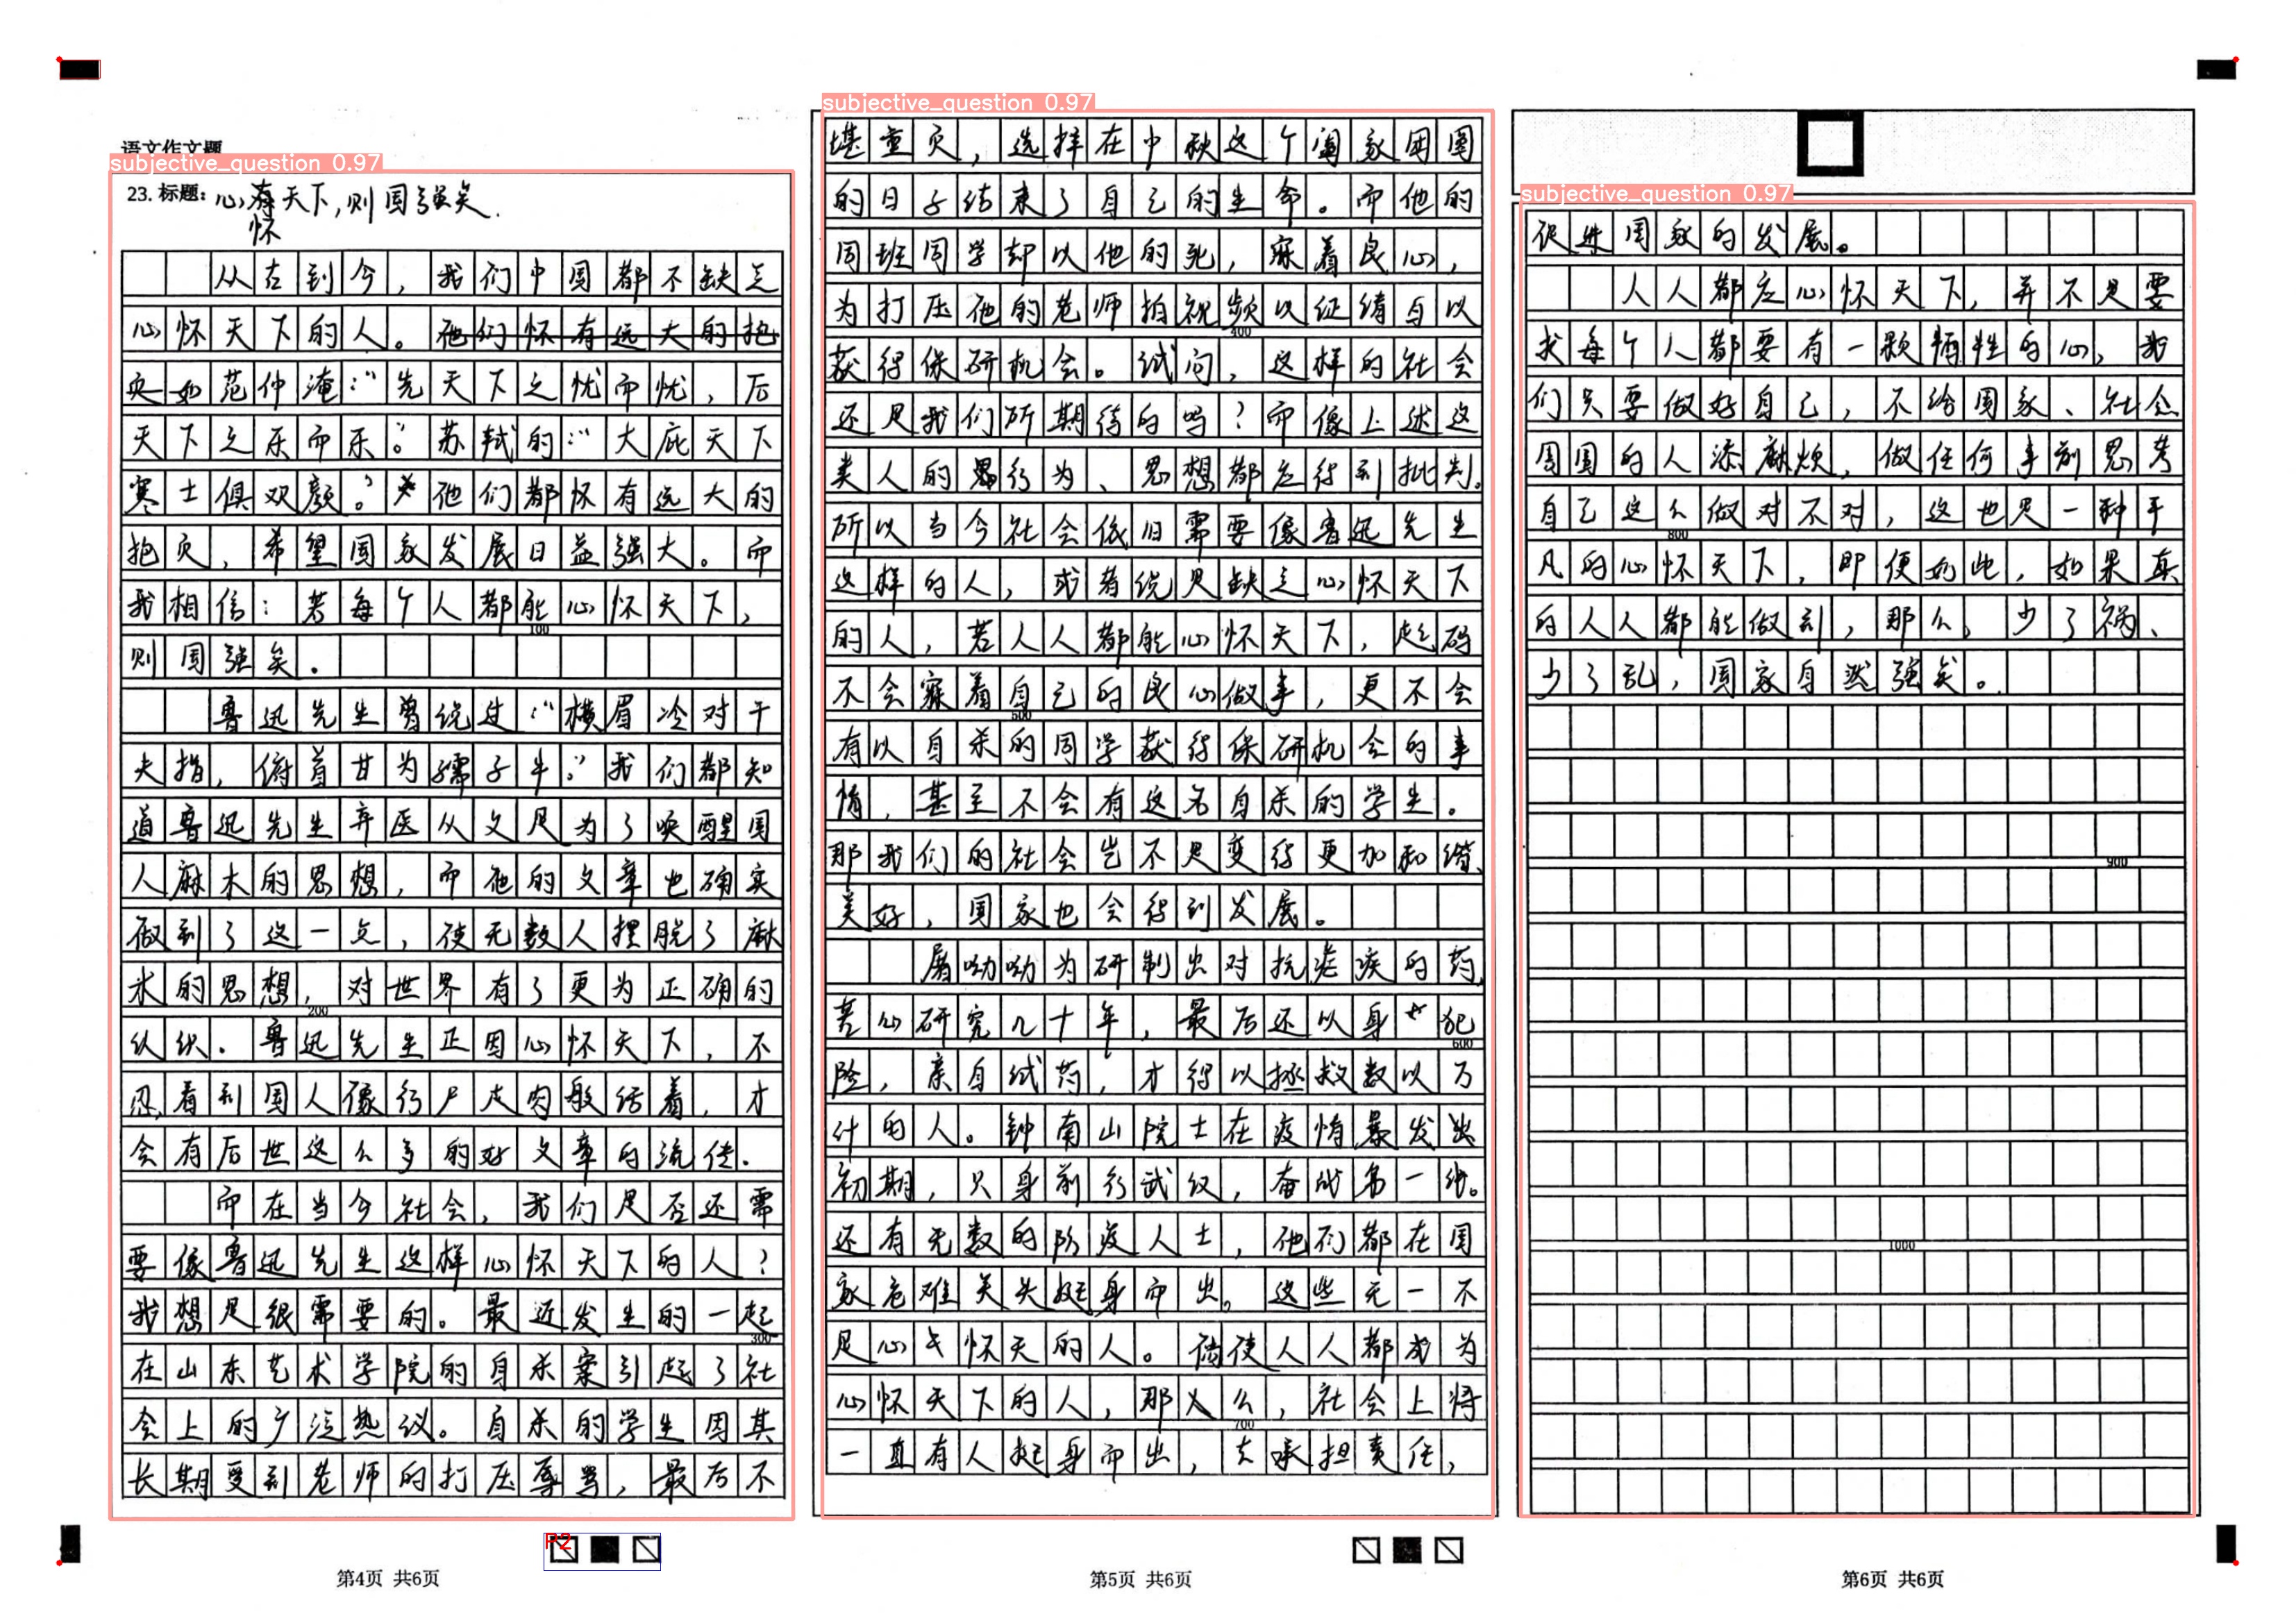 语文作文题
subjective_question 0.97
23. 标题: 心怀天下,则国强矣.
从古到今,我们中国都不缺乏
心怀天下的人。他们怀有远大的抱
负如范仲淹:“先天下之忧而忧,后
天下之乐而乐。”苏轼的:“大庇天下
寒士俱欢颜。”他们都怀有远大的
抱负,希望国家发展日益强大。而
我相信:若每个人都能心怀天下,
100
则国强矣.
鲁迅先生曾说过:“横眉冷对千
夫指,俯首甘为孺子牛。”我们都知
道鲁迅先生弃医从文是为了唤醒国
人麻木的思想,而他的文章也确实
做到了这一点,使无数人摆脱了麻
木的思想,对世界有了更为正确的
200
认识.鲁迅先生正因心怀天下,不
忍看到国人像行尸走肉般活着,才
会有后世这么多的好文章的流传.
而在当今社会,我们是否还需
要像鲁迅先生这样心怀天下的人?
我想是很需要的。最近发生的一起
300
在山东艺术学院的自杀案引起了社
会上的广泛热议。自杀的学生因其
长期受到老师的打压辱骂,最后不
P2
第4页 共6页
subjective_question 0.97
堪重负,选择在中秋这个阖家团圆
的日子结束了自己的生命。而他的
同班同学却以他的死,寐着良心,
为打压他的老师拍视频以证清白以
400
获得保研机会。试问,这样的社会
还是我们所期待的吗?而像上述这
类人的行为、思想都应得到批判。
所以当今社会依旧需要像鲁迅先生
这样的人,或者说是缺乏心怀天下
的人,若人人都能心怀天下,起码
不会寐着自己的良心做事,更不会
500
有以自杀的同学获得保研机会的事
情,甚至不会有这名自杀的学生。
那我们的社会岂不是变得更加和谐、
美好,国家也会得到发展。
屠呦呦为研制出对抗疟疾的药,
苦心研究几十年,最后还以身犯
600
险,亲自试药,才得以拯救数以万
计的人。钟南山院士在疫情暴发出
初期,只身前行武汉,奋战第一线。
还有无数的防疫人士,他们都在国
家危难关头挺身而出。这些无一不
是心怀天的人。倘使人人都成为
心怀天下的人,那么,社会上将
700
一直有人挺身而出,去承担责任,
第5页 共6页
subjective_question 0.97
促进国家的发展。
人人都应心怀天下,并不是要
求每个人都要有一颗牺牲的心,我
们只要做好自己,不给国家、社会
周围的人添麻烦,做任何事前思考
自己这么做对不对,这也是一种平
800
凡的心怀天下,即便如此,如果真
的人人都能做到,那么,少了祸、
少了乱,国家自然强矣。
900
1000
第6页 共6页